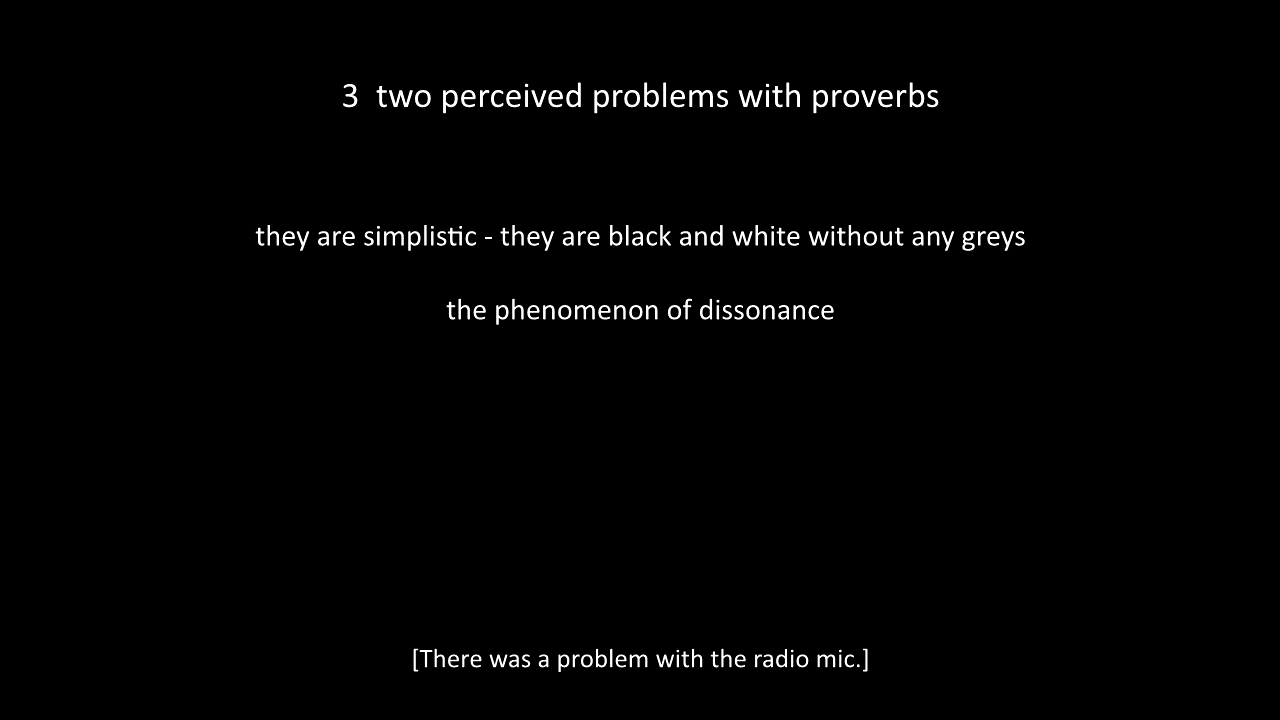 3  two perceived problems with proverbs
they are simplistic - they are black and white without any greys
the phenomenon of dissonance
[There was a problem with the radio mic.]